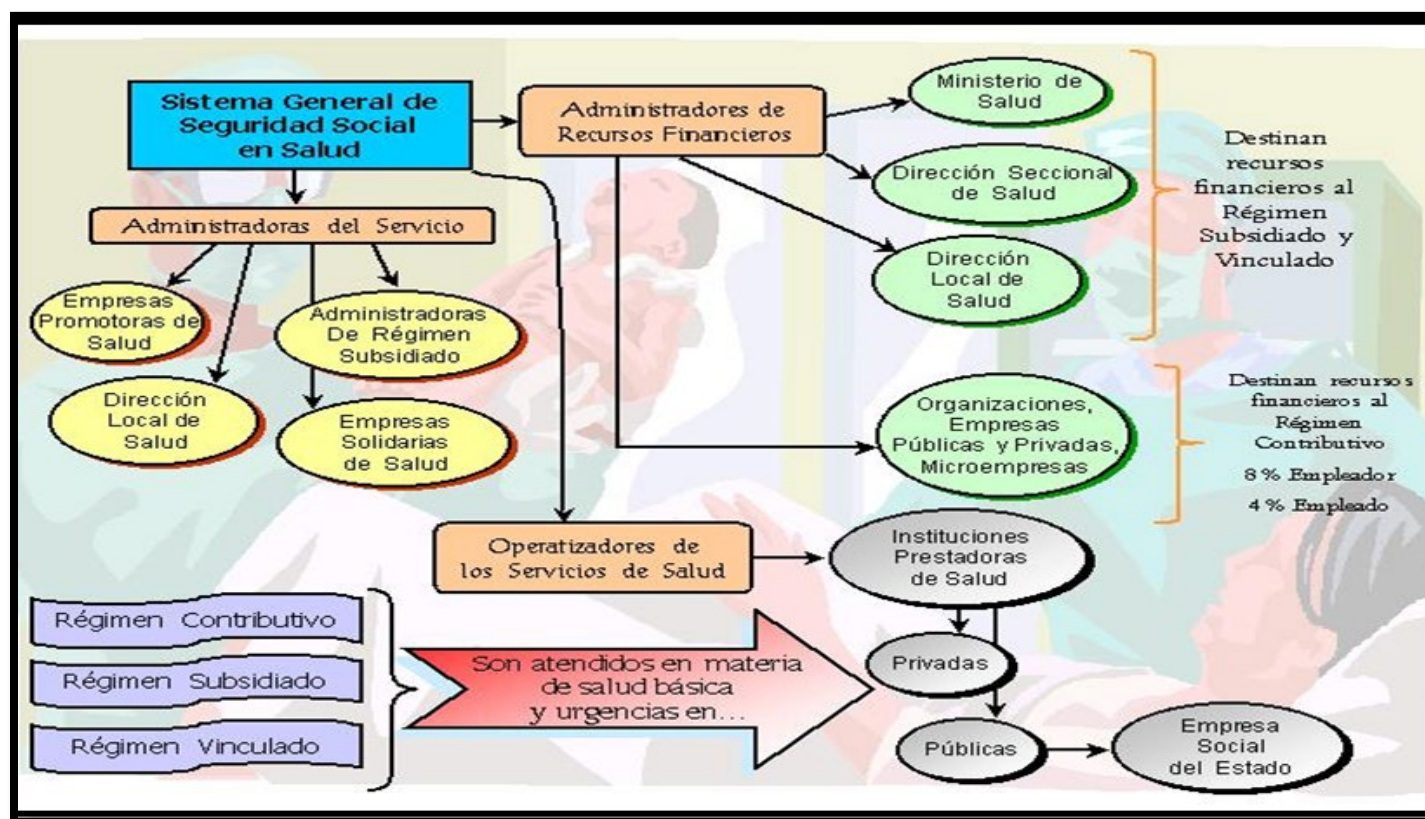 Sistema General de
Seguridad Social
en Salud
Administradores de
Recursos Financieros
Ministerio de
Salud
Dirección Seccional
de Salud
Dirección
Local de
Salud
Destinan
recursos
financieros al
Régimen
Subsidiado y
Vinculado
Administradoras del Servicio
Empresas
Promotoras de
Salud
Administradoras
De Régimen
Subsidiado
Dirección
Local de
Salud
Empresas
Solidarias
de Salud
Organizaciones,
Empresas
Públicas y Privadas,
Microempresas
Destinan recursos
financieros al
Régimen
Contributivo
8 % Empleador
4 % Empleado
Operatizadores de
los Servicios de Salud
Instituciones
Prestadoras
de Salud
Régimen Contributivo
Régimen Subsidiado
Régimen Vinculado
Son atendidos en materia
de salud básica
y urgencias en...
Privadas
Públicas
Empresa
Social
del Estado